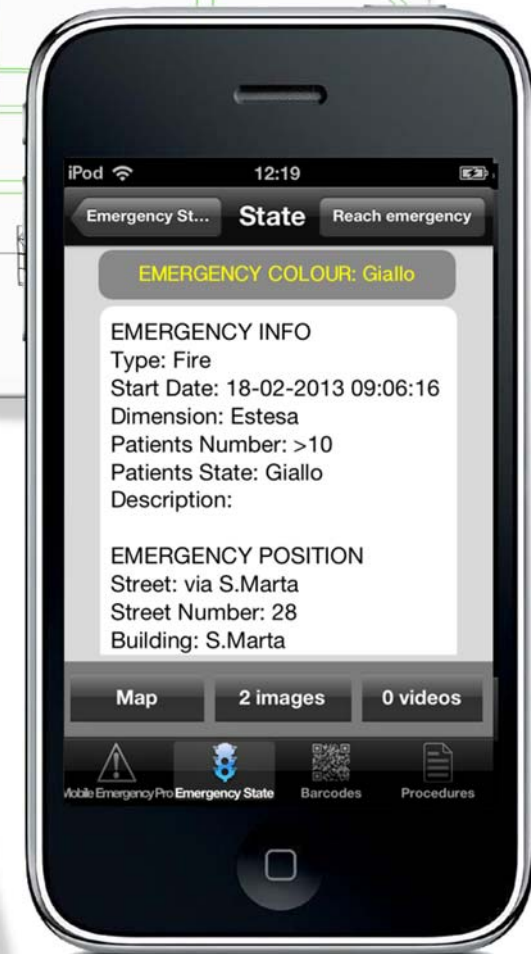 iPod 12:19
Emergency St... State Reach emergency
EMERGENCY COLOUR: Giallo
EMERGENCY INFO
Type: Fire
Start Date: 18-02-2013 09:06:16
Dimension: Estesa
Patients Number: >10
Patients State: Giallo
Description:
EMERGENCY POSITION
Street: via S.Marta
Street Number: 28
Building: S.Marta
Map 2 images 0 videos
Mobile Emergency Pro Emergency State Barcodes Procedures